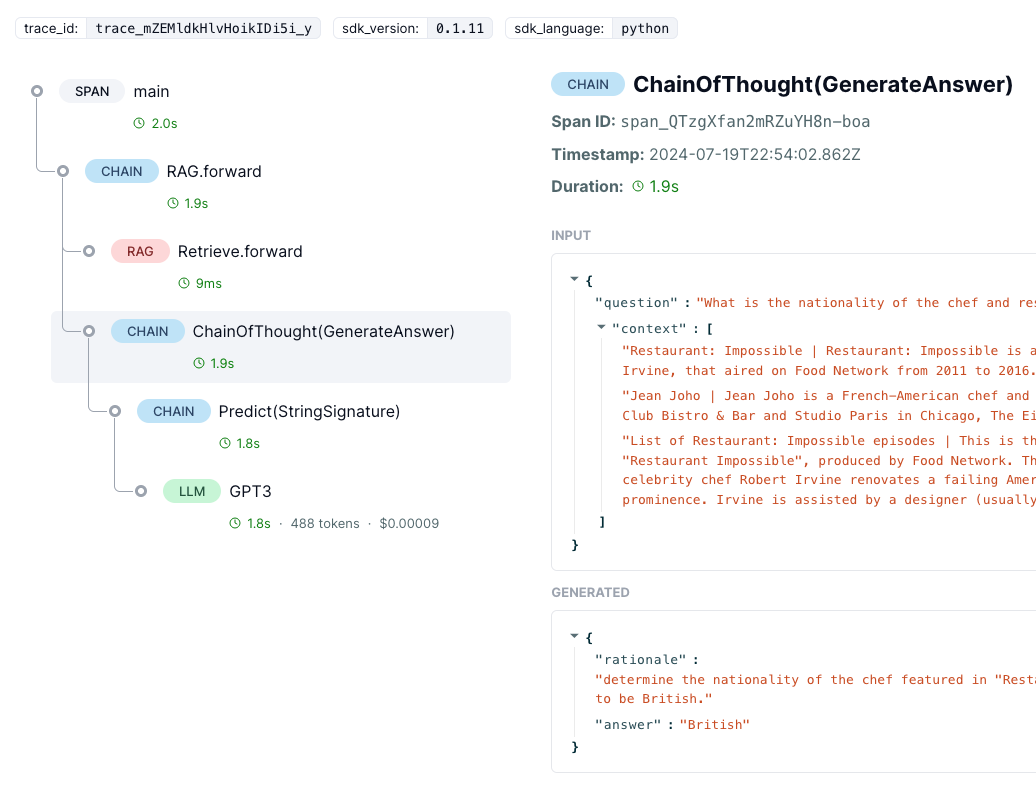 trace_id: trace_mZEMldkHlvHoikIDi5i_y sdk_version: 0.1.11 sdk_language: python
SPAN main
2.0s
CHAIN RAG.forward
1.9s
RAG Retrieve.forward
9ms
CHAIN ChainOfThought(GenerateAnswer)
1.9s
CHAIN Predict(StringSignature)
1.8s
LLM GPT3
1.8s · 488 tokens · $0.00009
CHAIN ChainOfThought(GenerateAnswer)
Span ID: span_QTzgXfan2mRZuYH8n-boa
Timestamp: 2024-07-19T22:54:02.862Z
Duration: 1.9s
INPUT
{
"question" : "What is the nationality of the chef and res
"context" : [
"Restaurant: Impossible | Restaurant: Impossible is a
Irvine, that aired on Food Network from 2011 to 2016.
"Jean Joho | Jean Joho is a French-American chef and
Club Bistro & Bar and Studio Paris in Chicago, The Ei
"List of Restaurant: Impossible episodes | This is th
"Restaurant Impossible", produced by Food Network. Th
celebrity chef Robert Irvine renovates a failing Amer
prominence. Irvine is assisted by a designer (usually
]
}
GENERATED
{
"rationale" :
"determine the nationality of the chef featured in "Resta
to be British."
"answer" : "British"
}